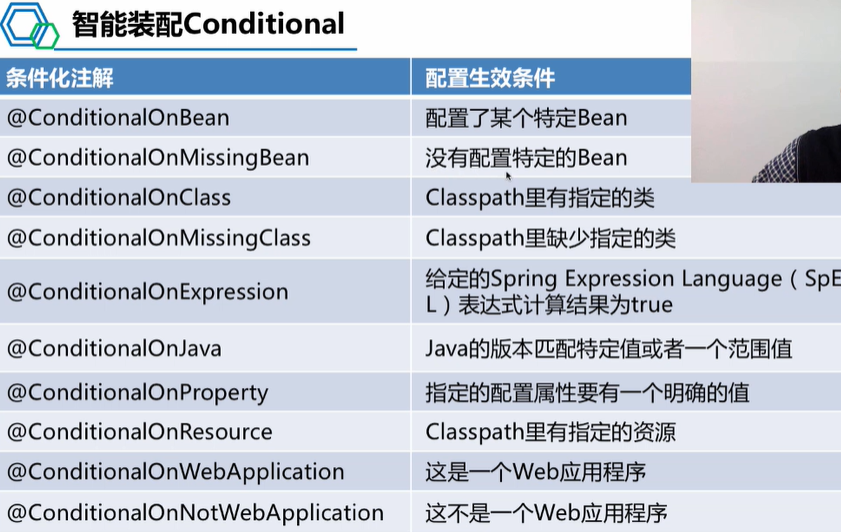 智能装配Conditional
条件化注解 配置生效条件
@ConditionalOnBean 配置了某个特定Bean
@ConditionalOnMissingBean 没有配置特定的Bean
@ConditionalOnClass Classpath里有指定的类
@ConditionalOnMissingClass Classpath里缺少指定的类
@ConditionalOnExpression 给定的Spring Expression Language（SpE
L）表达式计算结果为true
@ConditionalOnJava Java的版本匹配特定值或者一个范围值
@ConditionalOnProperty 指定的配置属性要有一个明确的值
@ConditionalOnResource Classpath里有指定的资源
@ConditionalOnWebApplication 这是一个Web应用程序
@ConditionalOnNotWebApplication 这不是一个Web应用程序